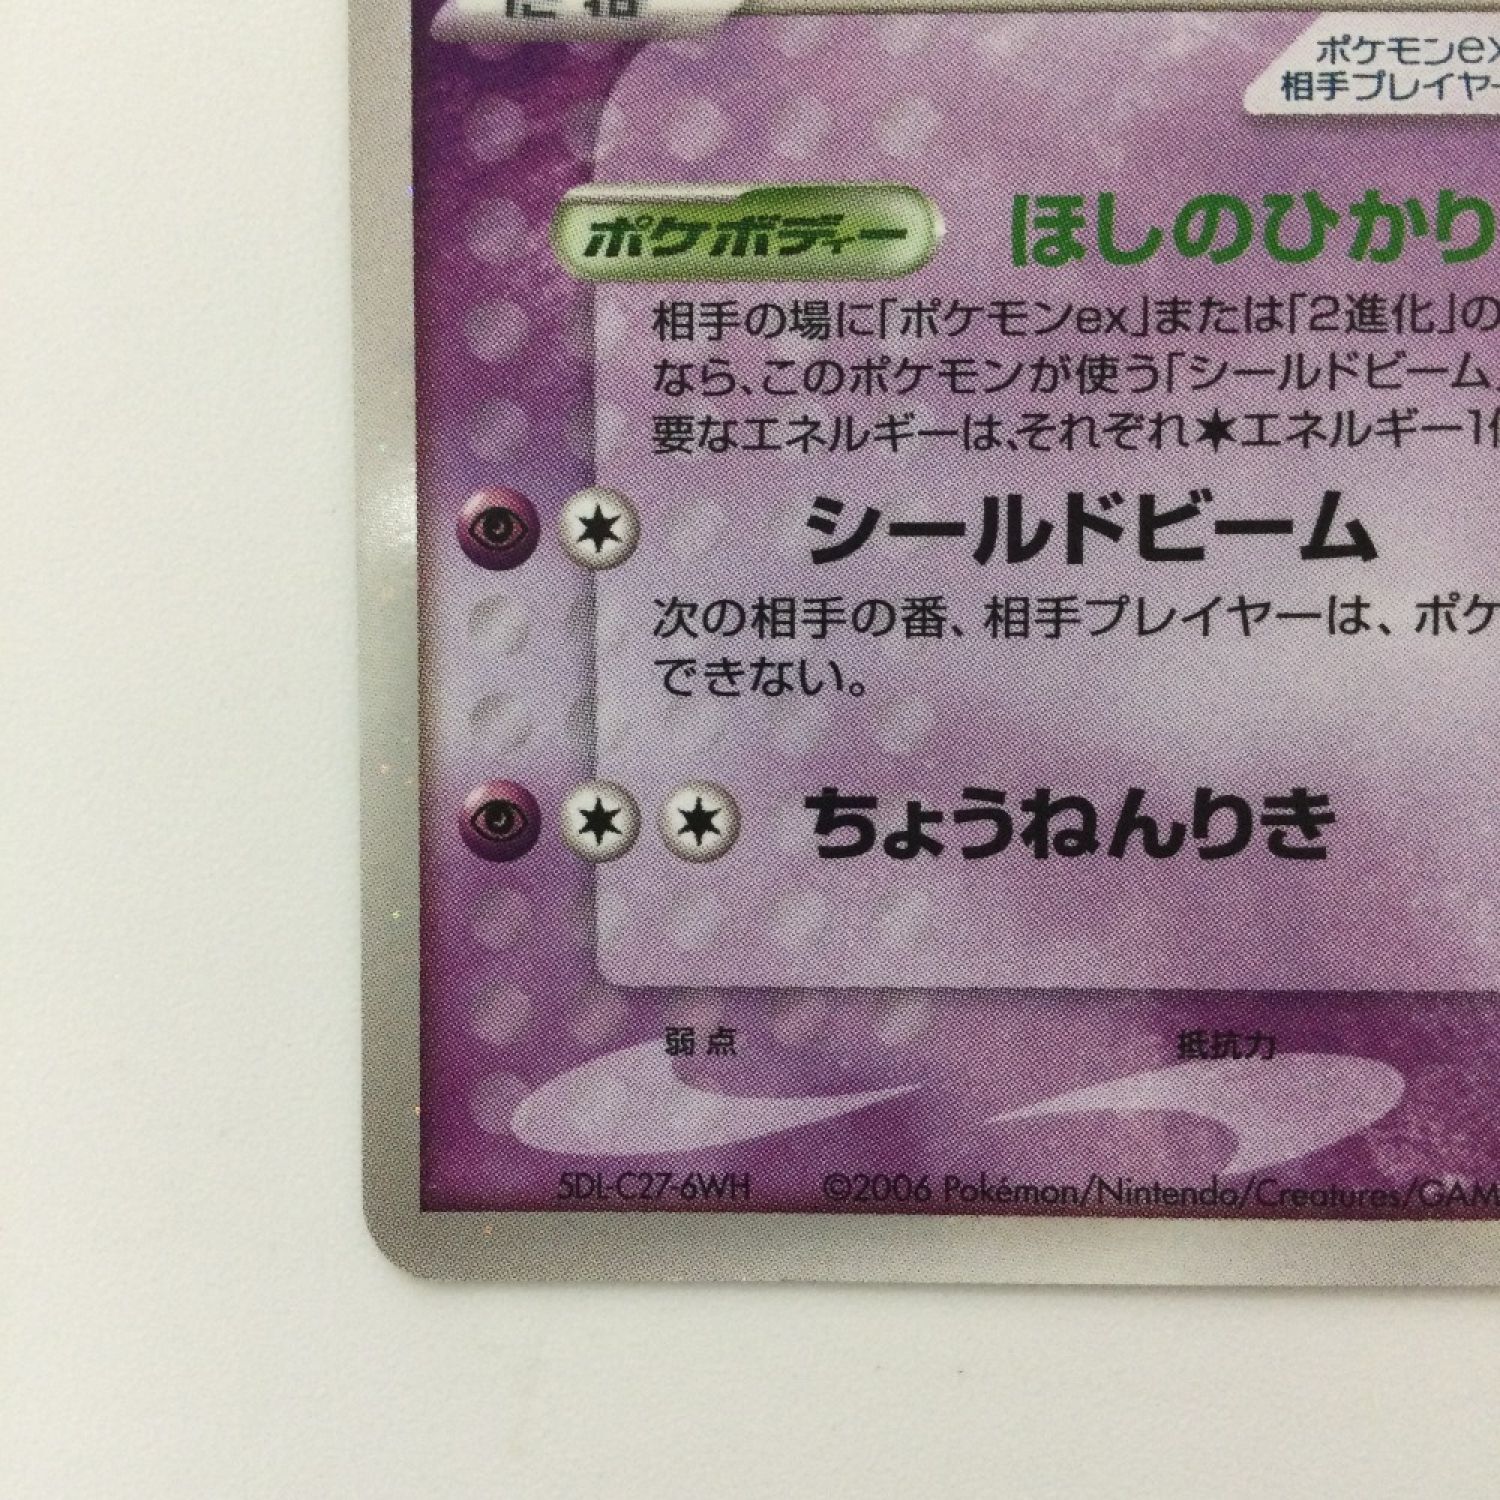 ポケモンex
相手プレイヤー
ポケボディー ほしのひかり
相手の場に「ポケモンex」または「2進化」の
なら、このポケモンが使う「シールドビーム」
要なエネルギーは、それぞれ★エネルギー1
シールドビーム
次の相手の番、相手プレイヤーは、ポケ
できない。
ちょうねんりき
弱点 抵抗力
5DL-C27-6WH ©2006 Pokémon/Nintendo/Creatures/GAM